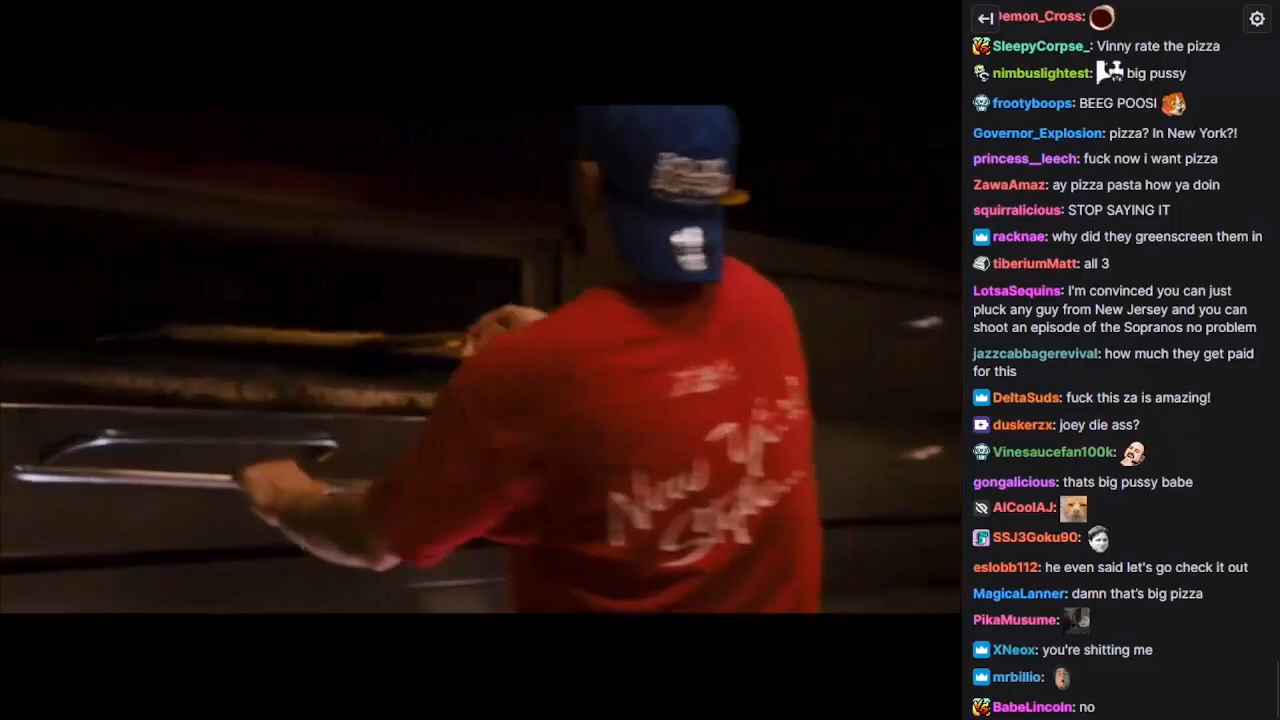 Demon_Cross:
SleepyCorpse_: Vinny rate the pizza
nimbuslightest: big pussy
frootyboops: BEEG POOSI
Governor_Explosion: pizza? In New York?!
princess__leech: fuck now i want pizza
ZawaAmaz: ay pizza pasta how ya doin
squirralicious: STOP SAYING IT
racknae: why did they greenscreen them in
tiberiumMatt: all 3
LotsaSequins: I'm convinced you can just
pluck any guy from New Jersey and you can
shoot an episode of the Sopranos no problem
jazzcabbagerevival: how much they get paid
for this
DeltaSuds: fuck this za is amazing!
duskerzx: joey die ass?
Vinesaucefan100k:
gongalicious: thats big pussy babe
AlCoolAJ:
SSJ3Goku90:
eslobb112: he even said let's go check it out
MagicaLanner: damn that's big pizza
PikaMusume:
XNeox: you're shitting me
mrbillio:
BabeLincoln: no